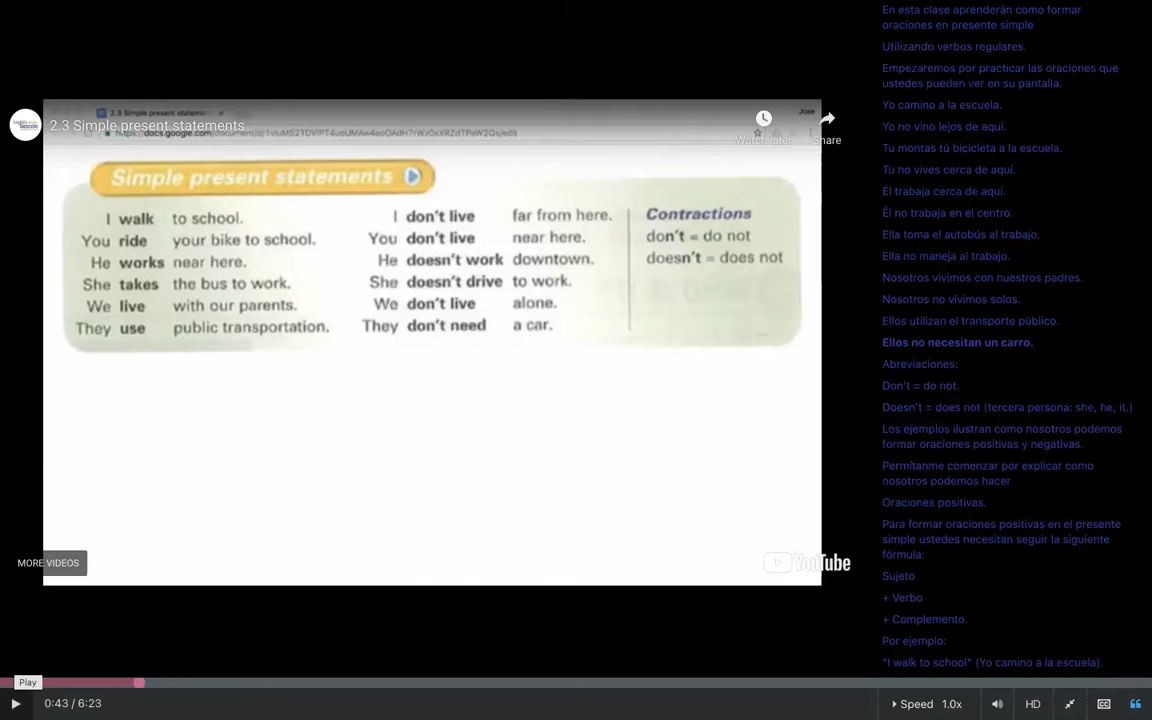 2.3 Simple present statemen
Jose
2.3 Simple present statements
Watch later
Share
Simple present statements
I walk to school.
You ride your bike to school.
He works near here.
She takes the bus to work.
We live with our parents.
They use public transportation.
I don't live far from here.
You don't live near here.
He doesn't work downtown.
She doesn't drive to work.
We don't live alone.
They don't need a car.
Contractions
don't = do not
doesn't = does not
MORE VIDEOS
YouTube
En esta clase aprenderán como formar
oraciones en presente simple
Utilizando verbos regulares.
Empezaremos por practicar las oraciones que
ustedes pueden ver en su pantalla.
Yo camino a la escuela.
Yo no vino lejos de aquí.
Tu montas tú bicicleta a la escuela.
Tu no vives cerca de aquí.
Él trabaja cerca de aquí.
Él no trabaja en el centro.
Ella toma el autobús al trabajo.
Ella no maneja al trabajo.
Nosotros vivimos con nuestros padres.
Nosotros no vivimos solos.
Ellos utilizan el transporte público.
Ellos no necesitan un carro.
Abreviaciones:
Don't = do not.
Doesn't = does not (tercera persona: she, he, it.)
Los ejemplos ilustran como nosotros podemos
formar oraciones positivas y negativas.
Permítanme comenzar por explicar como
nosotros podemos hacer
Oraciones positivas.
Para formar oraciones positivas en el presente
simple ustedes necesitan seguir la siguiente
fórmula:
Sujeto
+ Verbo
+ Complemento.
Por ejemplo:
"I walk to school" (Yo camino a la escuela).
Play
0:43 / 6:23
Speed 1.0x
HD
CC